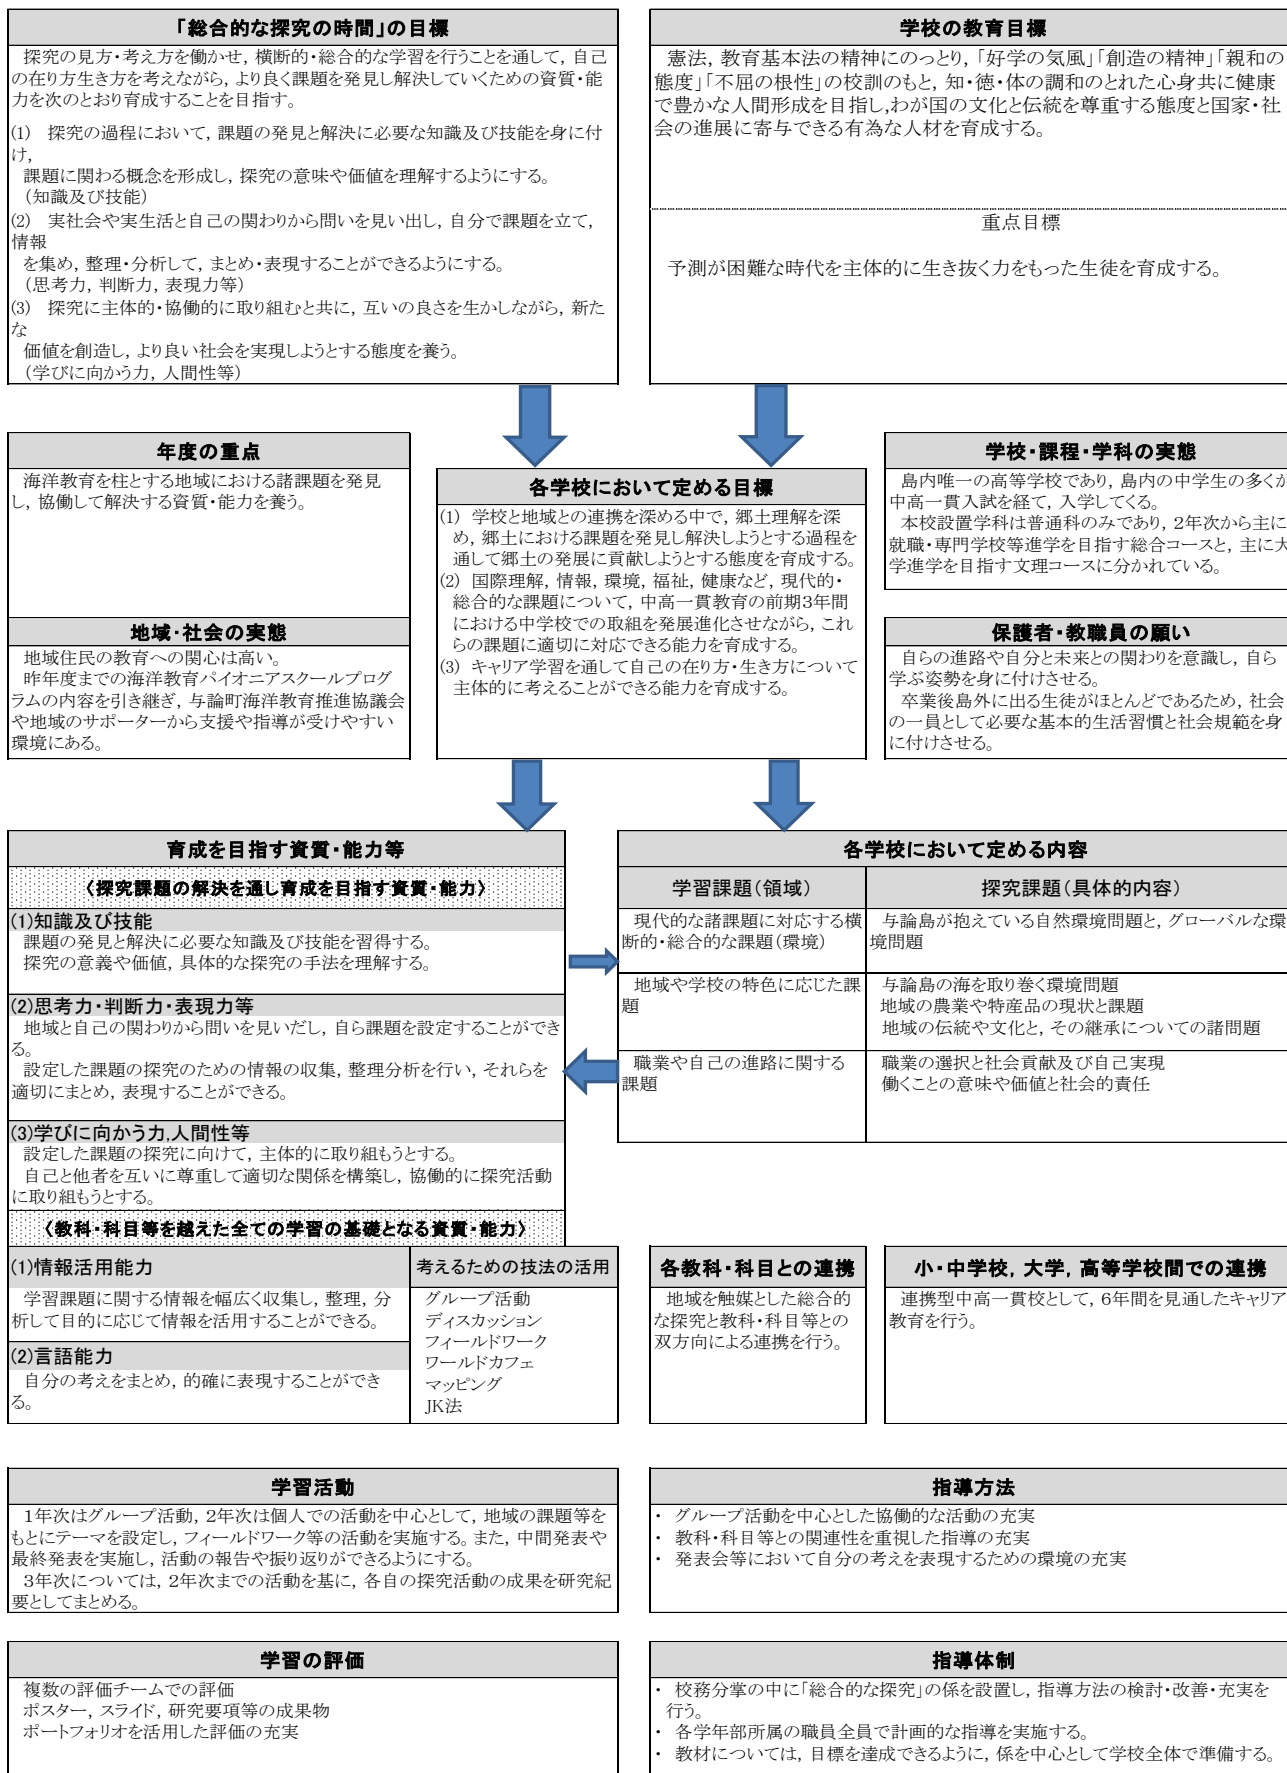 「総合的な探究の時間」の目標
探究の見方・考え方を働かせ，横断的・総合的な学習を行うことを通して，自己
の在り方生き方を考えながら，より良く課題を発見し解決していくための資質・能
力を次のとおり育成することを目指す。
(1)　探究の過程において，課題の発見と解決に必要な知識及び技能を身に付
け，
課題に関わる概念を形成し，探究の意味や価値を理解するようにする。
（知識及び技能）
(2)　実社会や実生活と自己の関わりから問いを見い出し，自分で課題を立て，
情報
を集め，整理・分析して，まとめ・表現することができるようにする。
（思考力，判断力，表現力等）
(3)　探究に主体的・協働的に取り組むと共に，互いの良さを生かしながら，新た
な
価値を創造し，より良い社会を実現しようとする態度を養う。
（学びに向かう力，人間性等）
学校の教育目標
憲法，教育基本法の精神にのっとり，「好学の気風」「創造の精神」「親和の
態度」「不屈の根性」の校訓のもと，知・徳・体の調和のとれた心身共に健康
で豊かな人間形成を目指し,わが国の文化と伝統を尊重する態度と国家・社
会の進展に寄与できる有為な人材を育成する。
重点目標
予測が困難な時代を主体的に生き抜く力をもった生徒を育成する。
年度の重点
海洋教育を柱とする地域における諸課題を発見
し，協働して解決する資質・能力を養う。
地域・社会の実態
地域住民の教育への関心は高い。
昨年度までの海洋教育パイオニアスクールプログ
ラムの内容を引き継ぎ，与論町海洋教育推進協議会
や地域のサポーターから支援や指導が受けやすい
環境にある。
各学校において定める目標
(1)　学校と地域との連携を深める中で，郷土理解を深
め，郷土における課題を発見し解決しようとする過程を
通して郷土の発展に貢献しようとする態度を育成する。
(2)　国際理解，情報，環境，福祉，健康など，現代的・
総合的な課題について，中高一貫教育の前期3年間
における中学校での取組を発展進化させながら，これ
らの課題に適切に対応できる能力を育成する。
(3)　キャリア学習を通して自己の在り方・生き方について
主体的に考えることができる能力を育成する。
学校・課程・学科の実態
島内唯一の高等学校であり，島内の中学生の多くが
中高一貫入試を経て，入学してくる。
本校設置学科は普通科のみであり，2年次から主に
就職・専門学校等進学を目指す総合コースと，主に大
学進学を目指す文理コースに分かれている。
保護者・教職員の願い
自らの進路や自分と未来との関わりを意識し，自ら
学ぶ姿勢を身に付けさせる。
卒業後島外に出る生徒がほとんどであるため，社会
の一員として必要な基本的生活習慣と社会規範を身
に付けさせる。
育成を目指す資質・能力等
〈探究課題の解決を通し育成を目指す資質・能力〉
(1)知識及び技能
課題の発見と解決に必要な知識及び技能を習得する。
探究の意義や価値，具体的な探究の手法を理解する。
(2)思考力・判断力・表現力等
地域と自己の関わりから問いを見いだし，自ら課題を設定することができ
る。
設定した課題の探究のための情報の収集，整理分析を行い，それらを
適切にまとめ，表現することができる。
(3)学びに向かう力,人間性等
設定した課題の探究に向けて，主体的に取り組もうとする。
自己と他者を互いに尊重して適切な関係を構築し，協働的に探究活動
に取り組もうとする。
〈教科・科目等を越えた全ての学習の基礎となる資質・能力〉
(1)情報活用能力
学習課題に関する情報を幅広く収集し，整理，分
析して目的に応じて情報を活用することができる。
(2)言語能力
自分の考えをまとめ，的確に表現することができ
る。
考えるための技法の活用
グループ活動
ディスカッション
フィールドワーク
ワールドカフェ
マッピング
JK法
各学校において定める内容
学習課題（領域）
探究課題（具体的内容）
現代的な諸課題に対応する横
断的・総合的な課題（環境）
与論島が抱えている自然環境問題と，グローバルな環
境問題
地域や学校の特色に応じた課
題
与論島の海を取り巻く環境問題
地域の農業や特産品の現状と課題
地域の伝統や文化と，その継承についての諸問題
職業や自己の進路に関する
課題
職業の選択と社会貢献及び自己実現
働くことの意味や価値と社会的責任
各教科・科目との連携
地域を触媒とした総合的
な探究と教科・科目等との
双方向による連携を行う。
小・中学校，大学，高等学校間での連携
連携型中高一貫校として，6年間を見通したキャリア
教育を行う。
学習活動
1年次はグループ活動，2年次は個人での活動を中心として，地域の課題等を
もとにテーマを設定し，フィールドワーク等の活動を実施する。また，中間発表や
最終発表を実施し，活動の報告や振り返りができるようにする。
3年次については，2年次までの活動を基に，各自の探究活動の成果を研究紀
要としてまとめる。
指導方法
・ グループ活動を中心とした協働的な活動の充実
・ 教科・科目等との関連性を重視した指導の充実
・ 発表会等において自分の考えを表現するための環境の充実
学習の評価
複数の評価チームでの評価
ポスター，スライド，研究要項等の成果物
ポートフォリオを活用した評価の充実
指導体制
・ 校務分掌の中に「総合的な探究」の係を設置し，指導方法の検討・改善・充実を
行う。
・ 各学年部所属の職員全員で計画的な指導を実施する。
・ 教材については，目標を達成できるように，係を中心として学校全体で準備する。